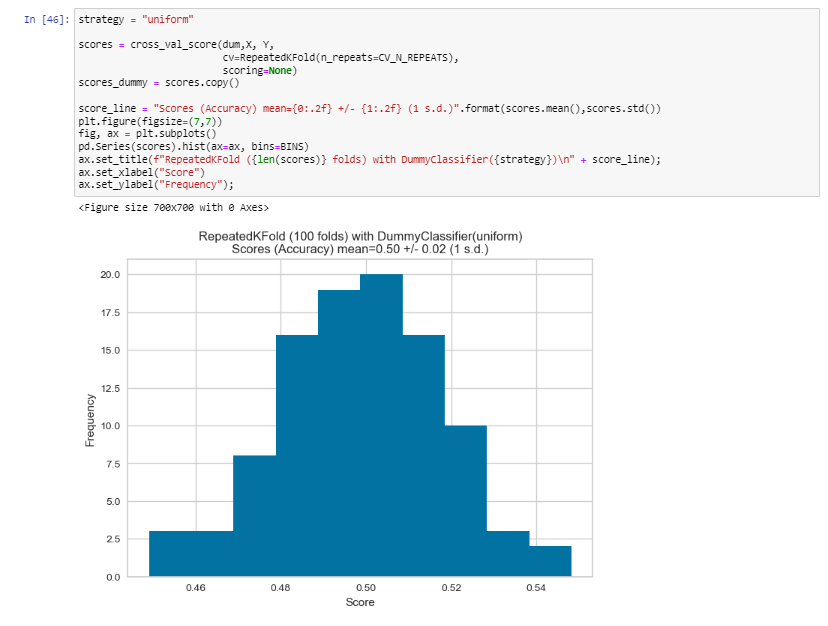 In [46]: strategy = "uniform"
scores = cross_val_score(dum,X, Y,
cv=RepeatedKFold(n_repeats=CV_N_REPEATS),
scoring=None)
scores_dummy = scores.copy()
score_line = "Scores (Accuracy) mean={0:.2f} +/- {1:.2f} (1 s.d.)".format(scores.mean(),scores.std())
plt.figure(figsize=(7,7))
fig, ax = plt.subplots()
pd.Series(scores).hist(ax=ax, bins=BINS)
ax.set_title(f"RepeatedKFold ({len(scores)} folds) with DummyClassifier({strategy})\n" + score_line);
ax.set_xlabel("Score")
ax.set_ylabel("Frequency");
<Figure size 700x700 with 0 Axes>
RepeatedKFold (100 folds) with DummyClassifier(uniform)
Scores (Accuracy) mean=0.50 +/- 0.02 (1 s.d.)
20.0
17.5
15.0
12.5
10.0
7.5
5.0
2.5
0.0
Frequency
0.46 0.48 0.50 0.52 0.54
Score